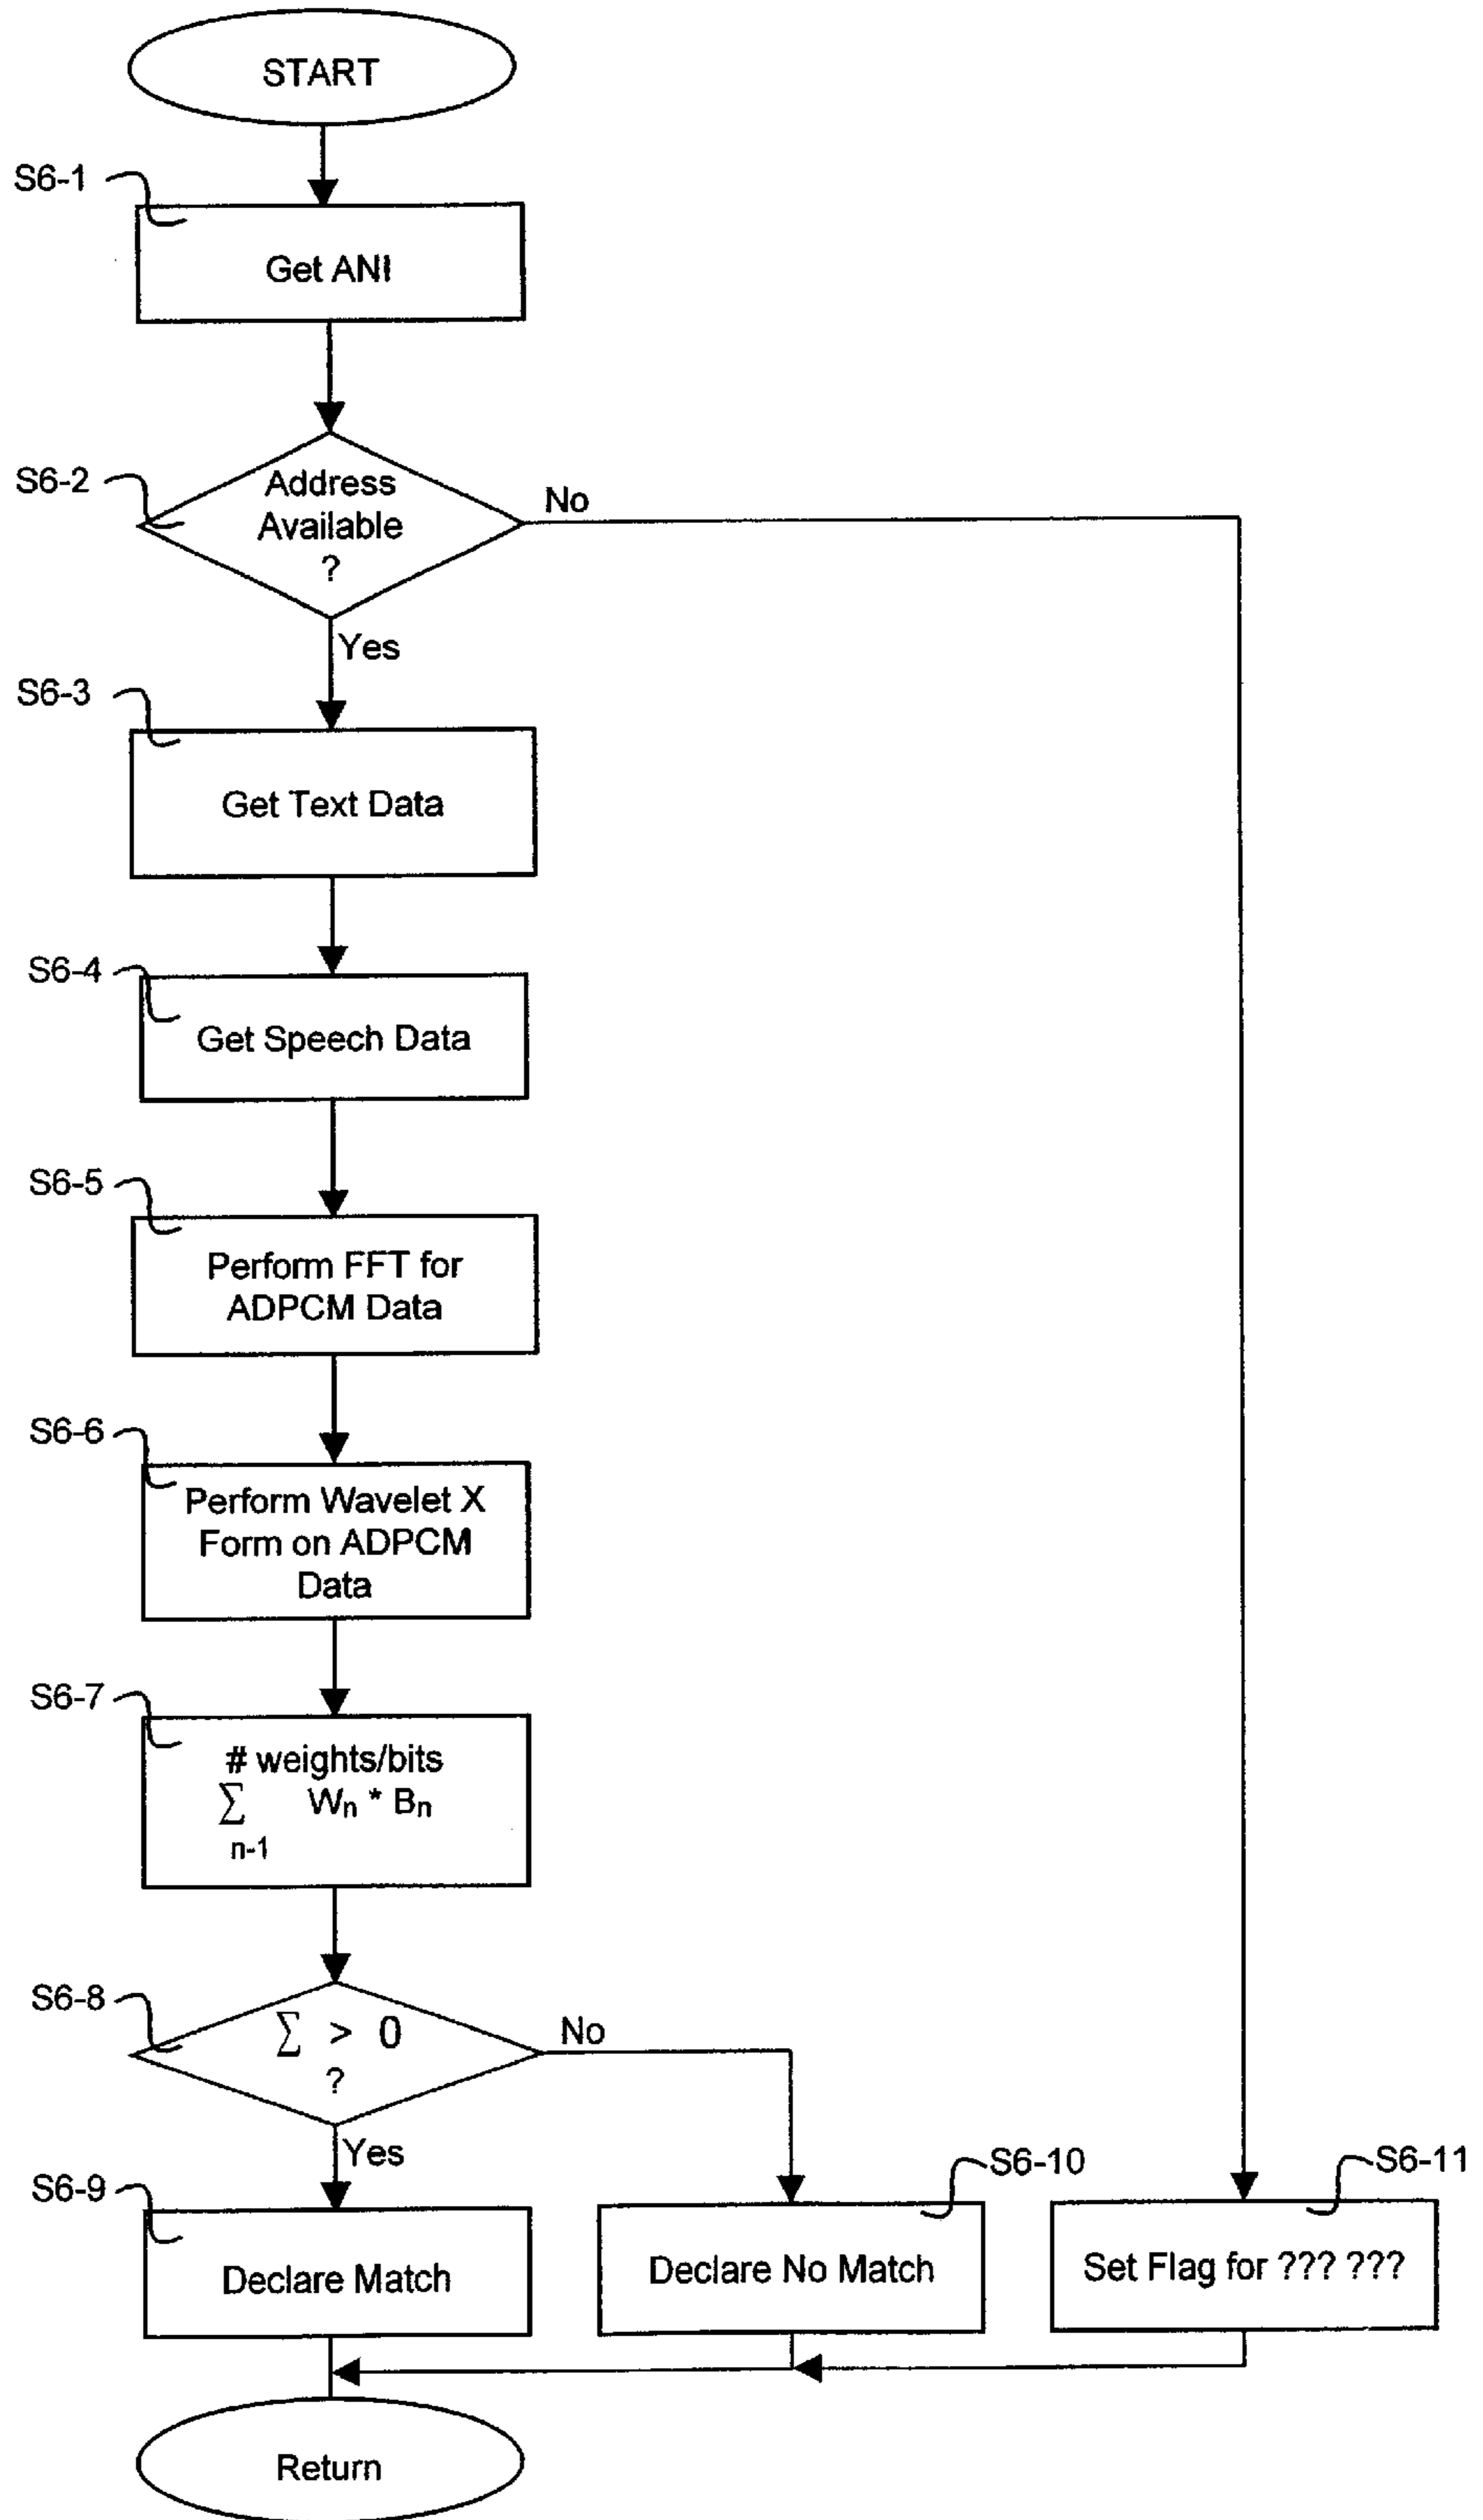 START
S6-1
Get ANI
S6-2
Address
Available
?
No
Yes
S6-3
Get Text Data
S6-4
Get Speech Data
S6-5
Perform FFT for
ADPCM Data
S6-6
Perform Wavelet X
Form on ADPCM
Data
S6-7
# weights/bits
∑ Wn * Bn
n-1
S6-8
∑ > 0
?
No
Yes
S6-9
Declare Match
S6-10
Declare No Match
S6-11
Set Flag for ??? ???
Return